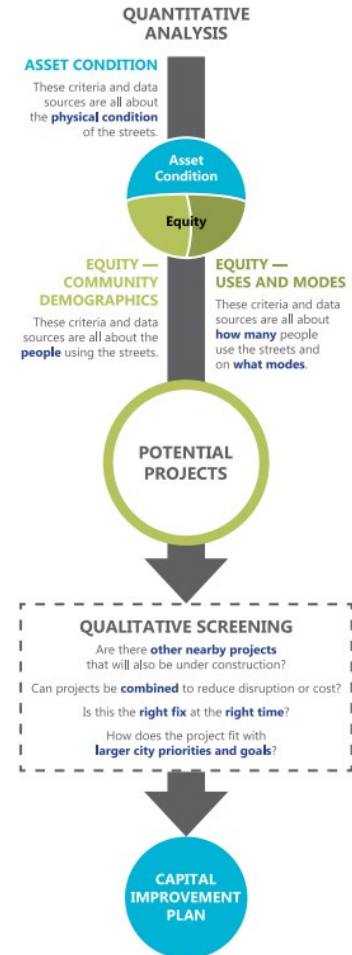 QUANTITATIVE
ANALYSIS
ASSET CONDITION
These criteria and data
sources are all about
the physical condition
of the streets.
Asset
Condition
Equity
EQUITY —
COMMUNITY
DEMOGRAPHICS
These criteria and data
sources are all about the
people using the streets.
EQUITY —
USES AND MODES
These criteria and data
sources are all about
how many people
use the streets and
on what modes.
POTENTIAL
PROJECTS
QUALITATIVE SCREENING
Are there other nearby projects
that will also be under construction?
Can projects be combined to reduce disruption or cost?
Is this the right fix at the right time?
How does the project fit with
larger city priorities and goals?
CAPITAL
IMPROVEMENT
PLAN